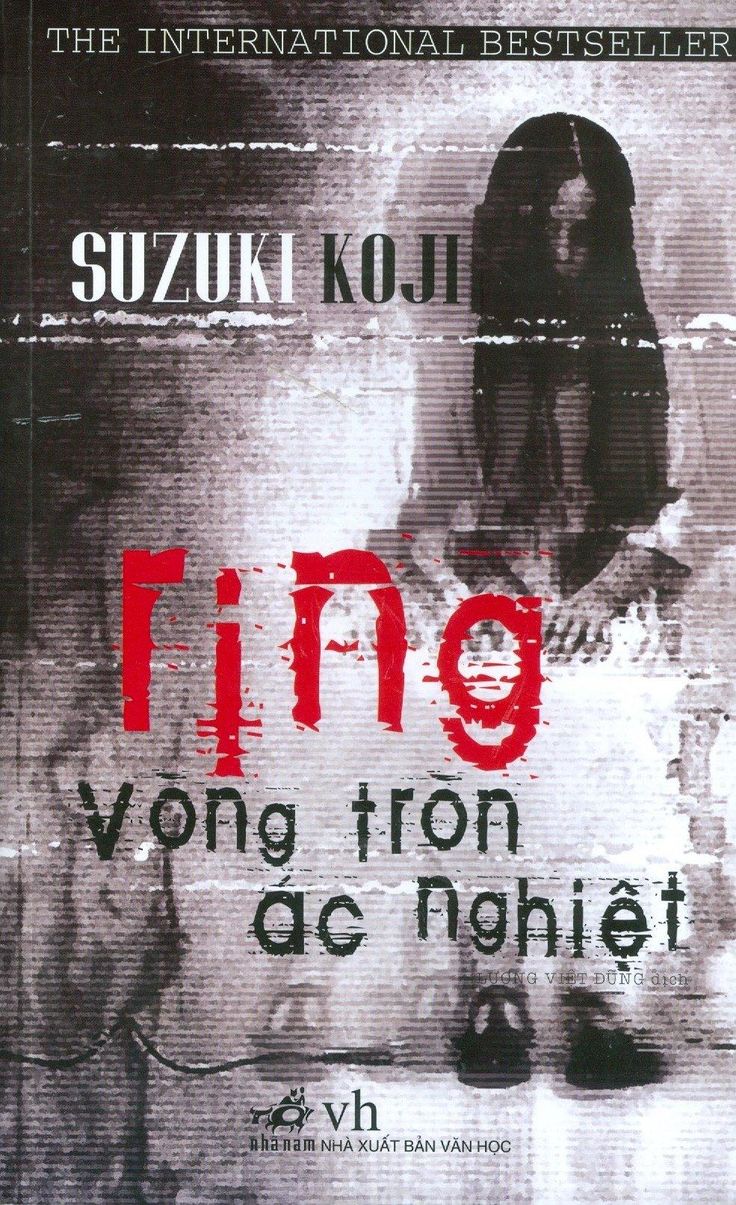 THE INTERNATIONAL BESTSELLER
SUZUKI KOJI
ring
vòng tròn
ác nghiệt
LƯƠNG VIỆT DŨNG dịch
vh
nhã nam NHÀ XUẤT BẢN VĂN HỌC